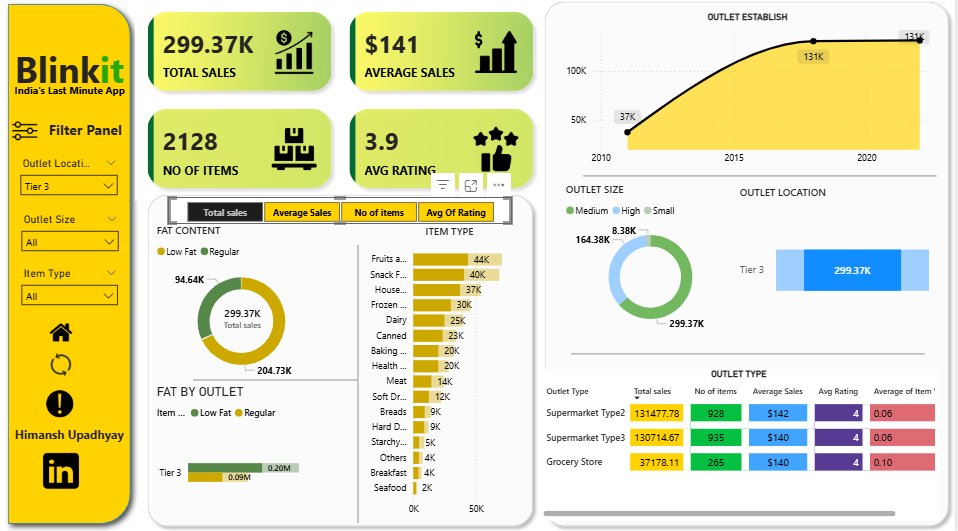 Blinkit
India's Last Minute App
Filter Panel
Outlet Locati...
Tier 3
Outlet Size
All
Item Type
All
Himansh Upadhyay
in
299.37K
TOTAL SALES
$141
AVERAGE SALES
2128
NO OF ITEMS
3.9
AVG RATING
Total sales
Average Sales
No of items
Avg Of Rating
FAT CONTENT
Low Fat
Regular
94.64K
299.37K
Total sales
204.73K
FAT BY OUTLET
Item ...
Low Fat
Regular
Tier 3
0.20M
0.09M
ITEM TYPE
Fruits a... 44K
Snack F... 40K
House... 37K
Frozen ... 30K
Dairy 25K
Canned 23K
Baking ... 20K
Health ... 20K
Meat 14K
Soft Dr... 12K
Breads 9K
Hard D... 9K
Starchy... 5K
Others 4K
Breakfast 4K
Seafood 2K
0K 50K
OUTLET ESTABLISH
100K
50K
37K
131K
131K
2010 2015 2020
OUTLET SIZE
Medium High Small
8.38K
164.38K
299.37K
OUTLET LOCATION
Tier 3
299.37K
OUTLET TYPE
Outlet Type Total sales No of items Average Sales Avg Rating Average of Item
Supermarket Type2 131477.78 928 $142 4 0.06
Supermarket Type3 130714.67 935 $140 4 0.06
Grocery Store 37178.11 265 $140 4 0.10